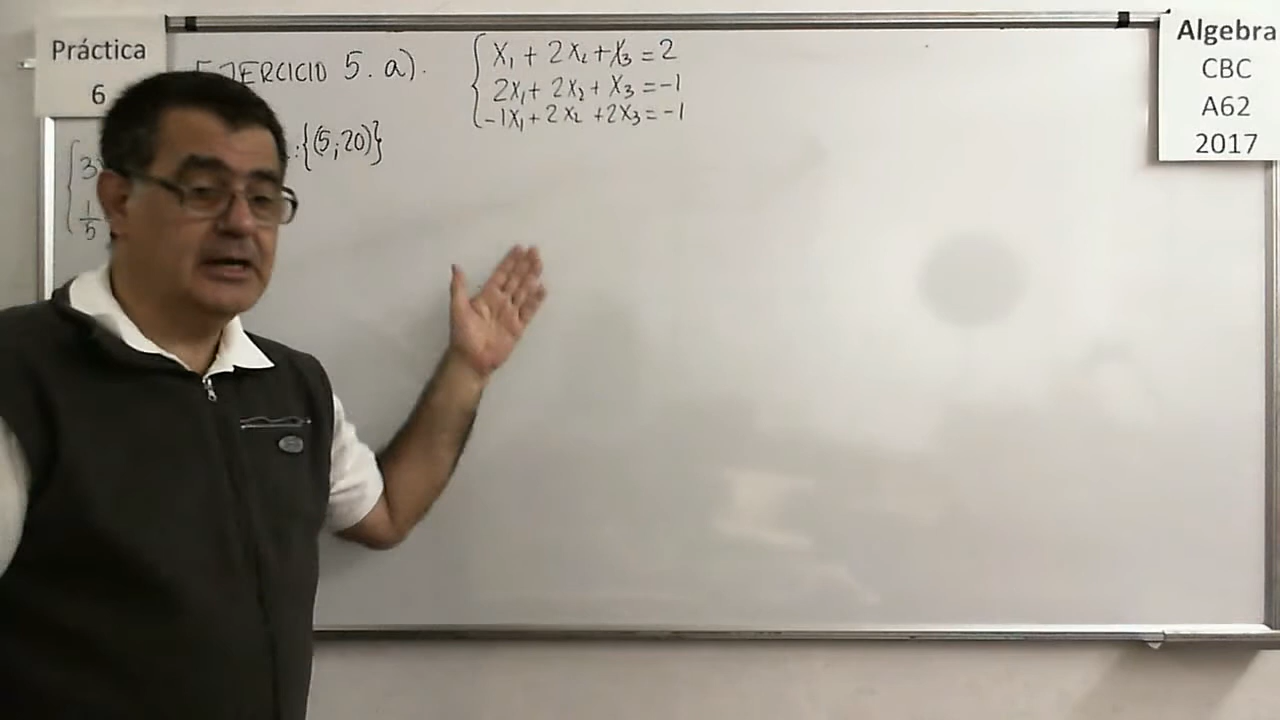 Práctica
6
EJERCICIO 5. a).
{ X₁ + 2X₂ + X₃ = 2
2X₁ + 2X₂ + X₃ = -1
-1X₁ + 2X₂ + 2X₃ = -1
:{(5;20)}
{ 3
1/5
Algebra
CBC
A62
2017